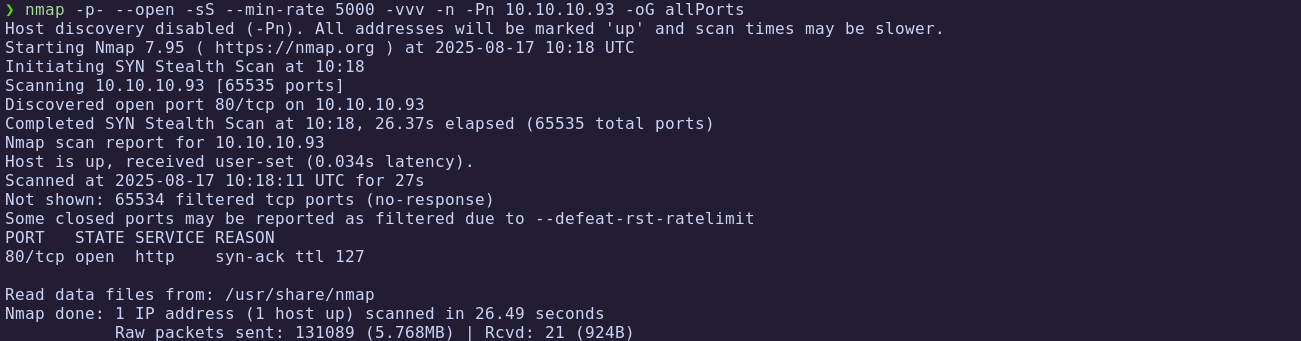 ❯ nmap -p- --open -sS --min-rate 5000 -vvv -n -Pn 10.10.10.93 -oG allPorts
Host discovery disabled (-Pn). All addresses will be marked 'up' and scan times may be slower.
Starting Nmap 7.95 ( https://nmap.org ) at 2025-08-17 10:18 UTC
Initiating SYN Stealth Scan at 10:18
Scanning 10.10.10.93 [65535 ports]
Discovered open port 80/tcp on 10.10.10.93
Completed SYN Stealth Scan at 10:18, 26.37s elapsed (65535 total ports)
Nmap scan report for 10.10.10.93
Host is up, received user-set (0.034s latency).
Scanned at 2025-08-17 10:18:11 UTC for 27s
Not shown: 65534 filtered tcp ports (no-response)
Some closed ports may be reported as filtered due to --defeat-rst-ratelimit
PORT   STATE SERVICE REASON
80/tcp open  http    syn-ack ttl 127

Read data files from: /usr/share/nmap
Nmap done: 1 IP address (1 host up) scanned in 26.49 seconds
           Raw packets sent: 131089 (5.768MB) | Rcvd: 21 (924B)